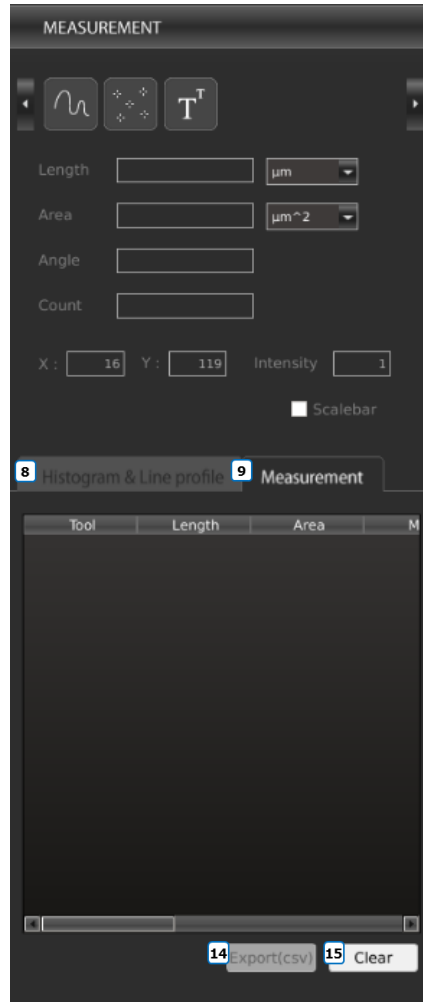 MEASUREMENT
T T
Length µm
Area µm^2
Angle
Count
X : 16 Y : 119 Intensity 1
Scalebar
8 Histogram & Line profile 9 Measurement
Tool Length Area M
14 Export(csv) 15 Clear